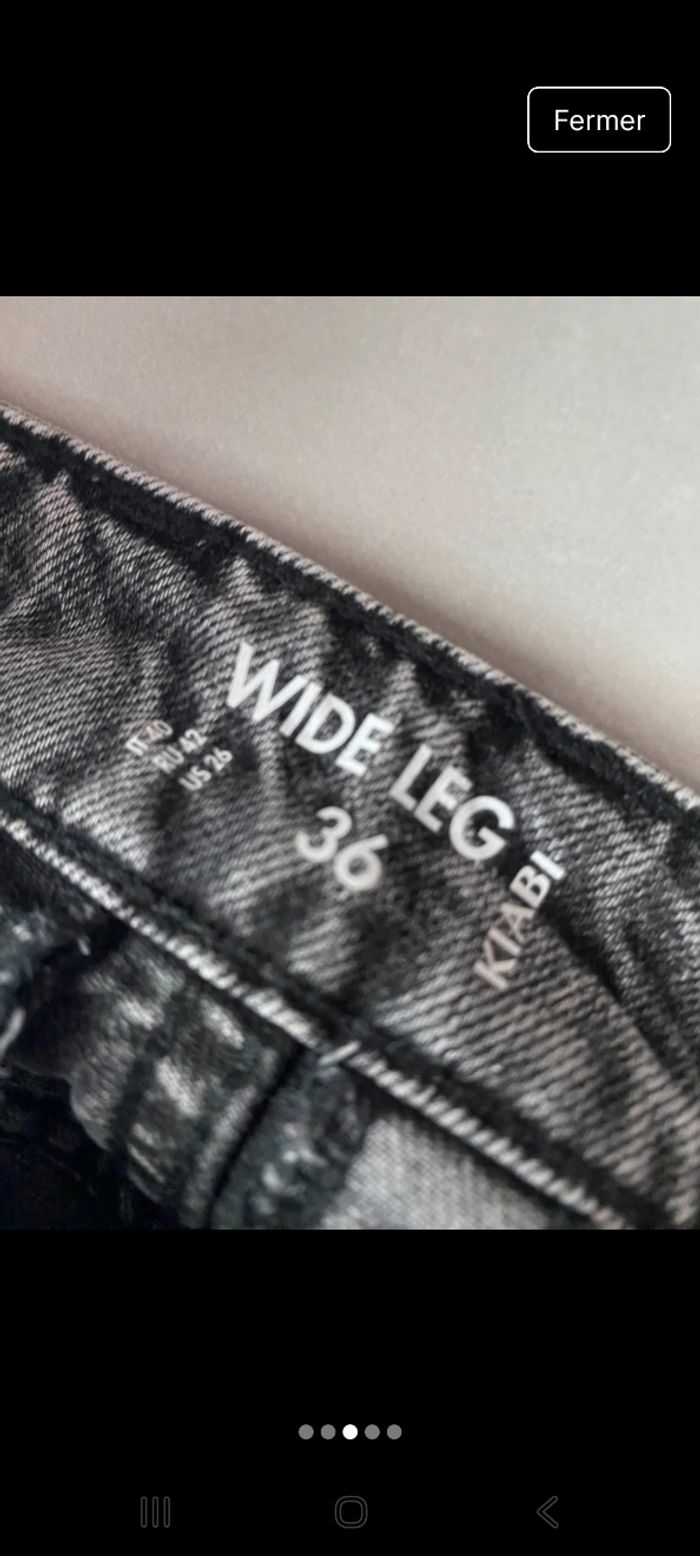 Fermer
WIDE LEG
36
KIABI
IT 40
RU 42
US 26